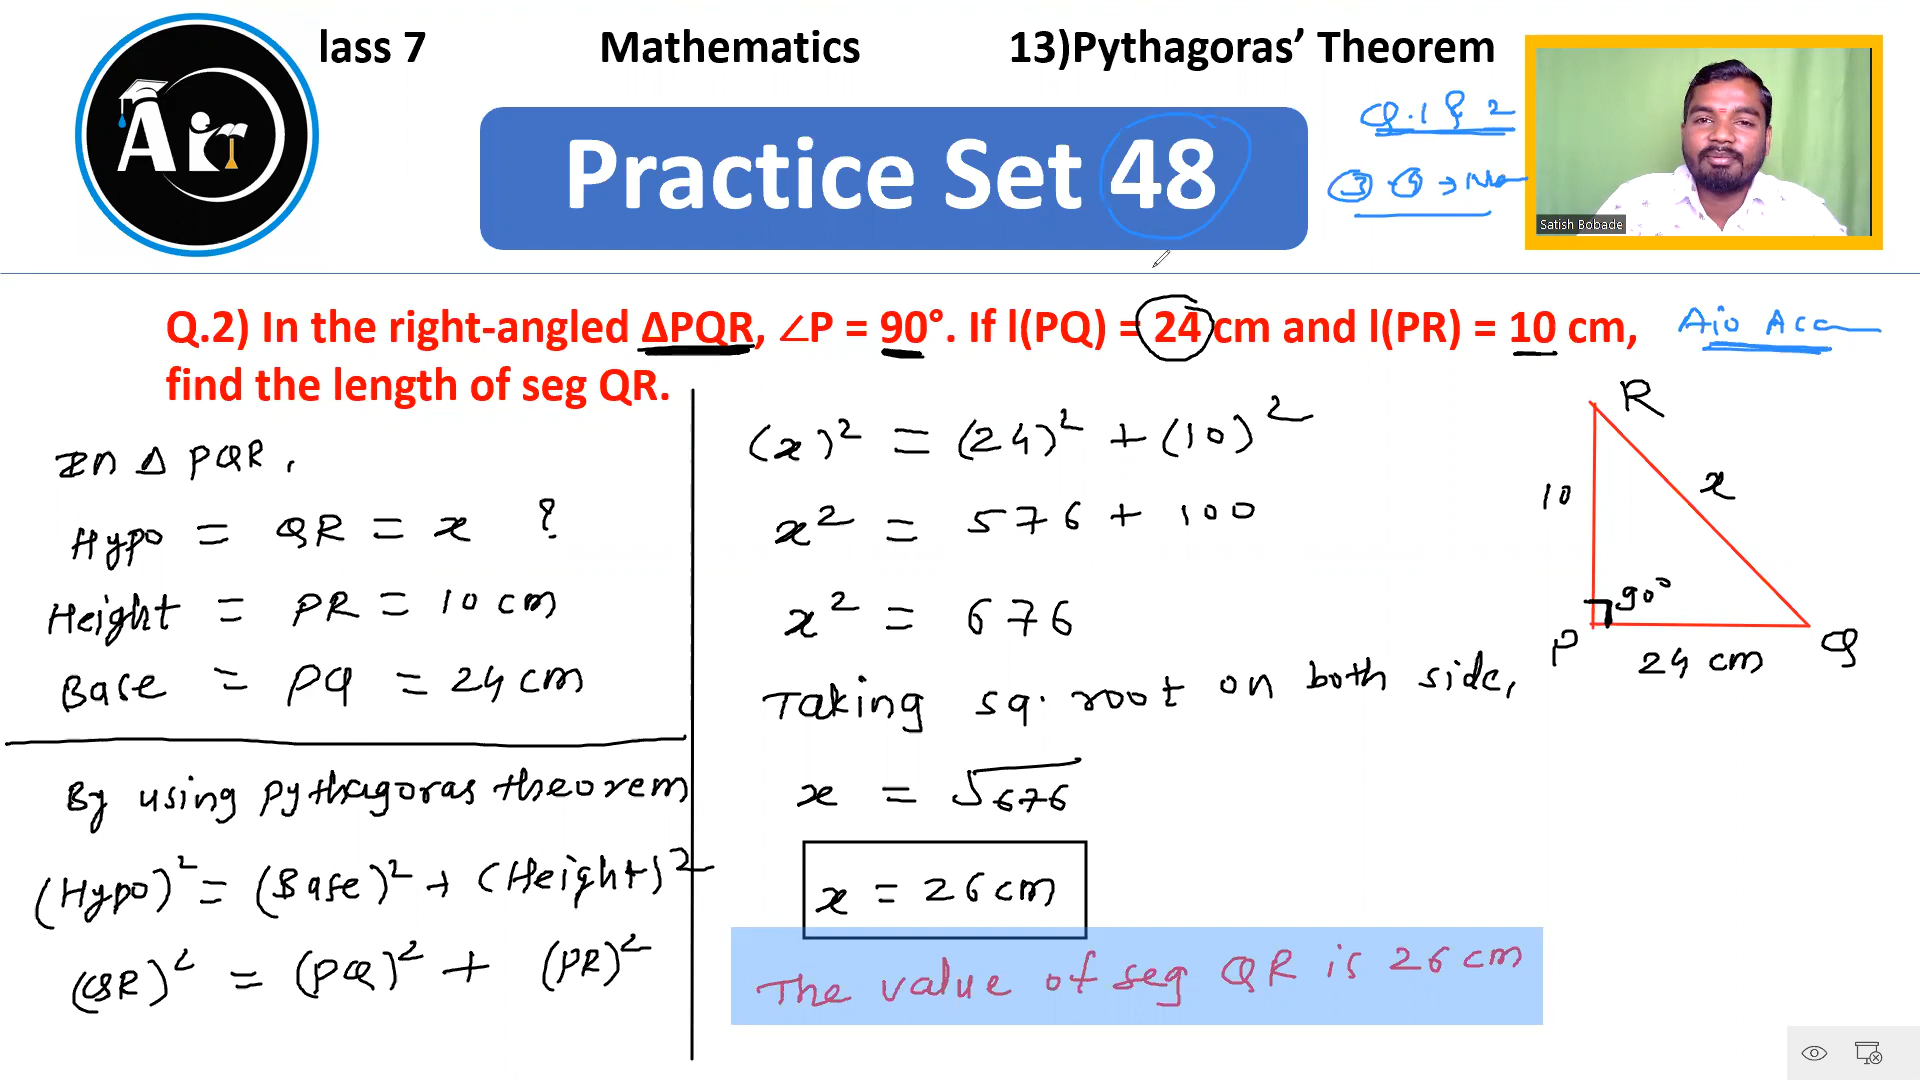 Air
lass 7 Mathematics 13)Pythagoras’ Theorem
Practice Set 48
Q.1 & 2
3 4 →
Satish Bobade
Q.2) In the right-angled ΔPQR, ∠P = 90°. If l(PQ) = 24 cm and l(PR) = 10 cm,
find the length of seg QR.
In Δ PQR,
Hypo = QR = x ?
Height = PR = 10 cm
Base = PQ = 24 cm
By using pythagoras theorem
(Hypo)² = (Base)² + (Height)²
(QR)² = (PQ)² + (PR)²
(x)² = (24)² + (10)²
x² = 576 + 100
x² = 676
Taking sq. root on both side,
x = √676
x = 26 cm
The value of seg QR is 26 cm
R
10
x
90°
P
24 cm
Q